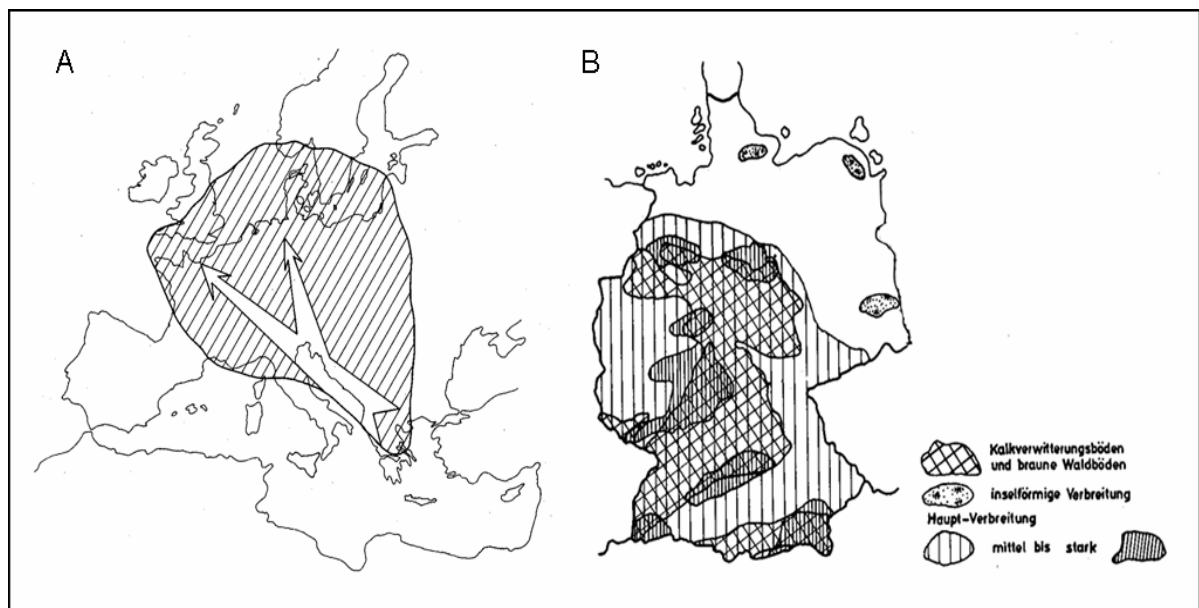 A
B
Kalkverwitterungsböden
und braune Waldböden
inselförmige Verbreitung
Haupt-Verbreitung
mittel bis stark